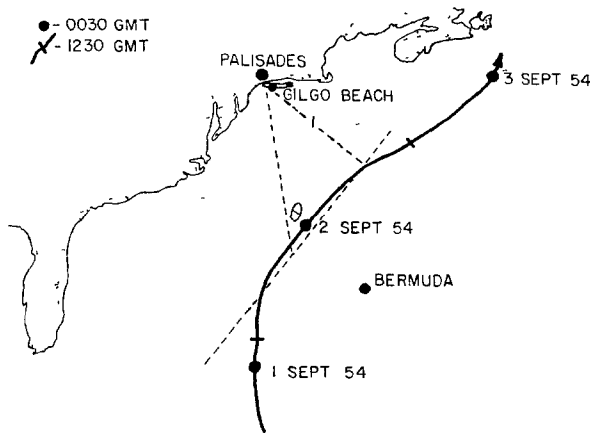 - 0030 GMT
- 1230 GMT
PALISADES
GILGO BEACH
3 SEPT 54
θ
2 SEPT 54
BERMUDA
1 SEPT 54